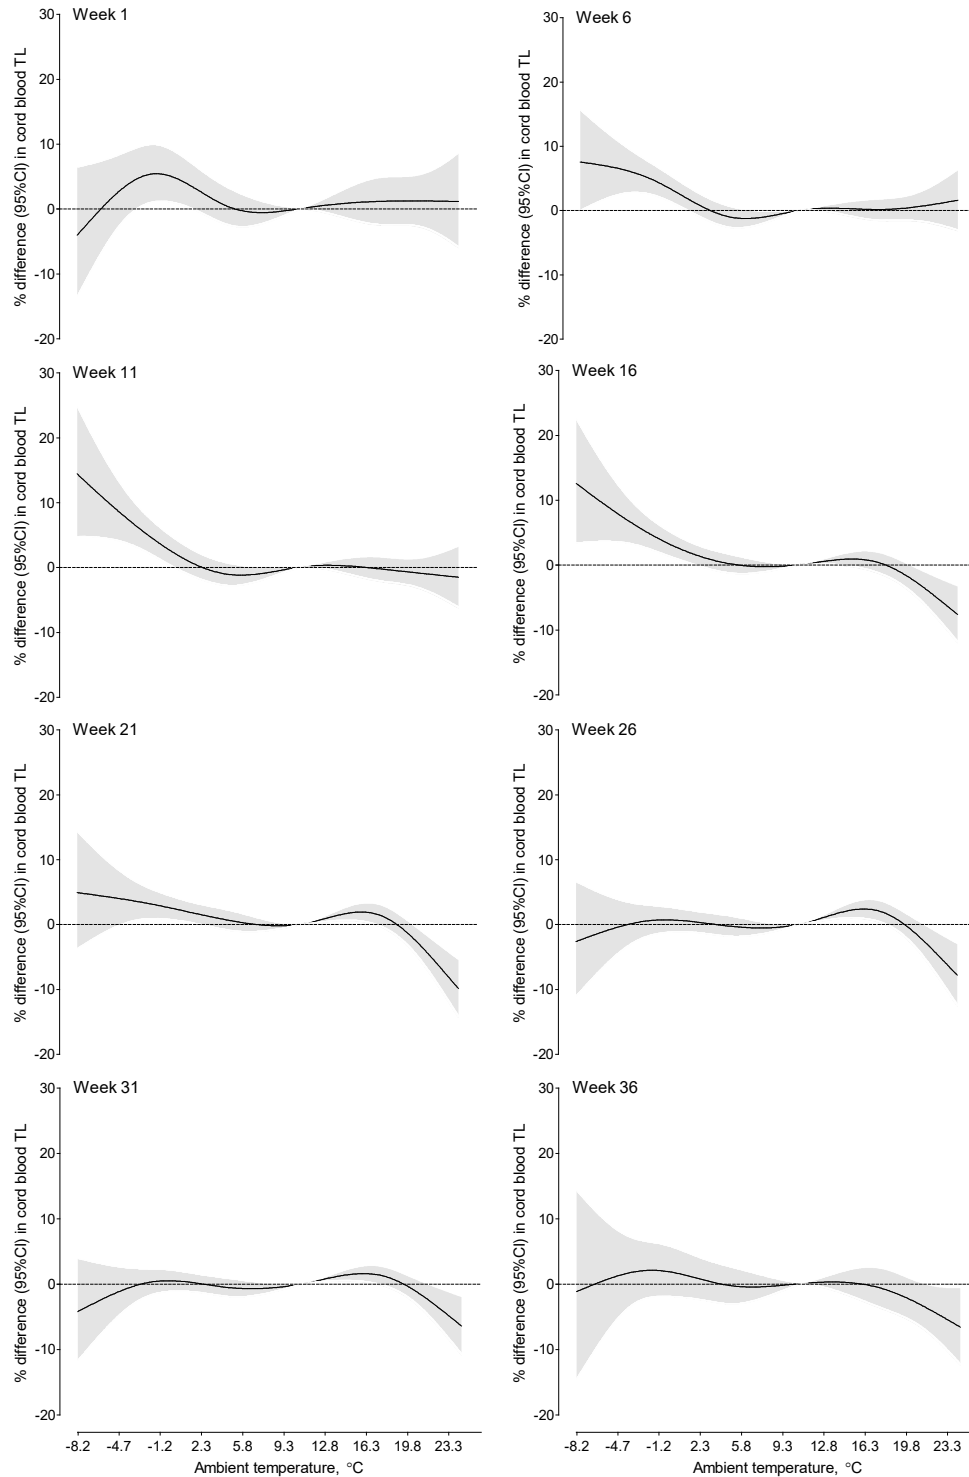 Week 1
% difference (95%CI) in cord blood TL
30
20
10
0
-10
-20
Week 6
% difference (95%CI) in cord blood TL
30
20
10
0
-10
-20
Week 11
% difference (95%CI) in cord blood TL
30
20
10
0
-10
-20
Week 16
% difference (95%CI) in cord blood TL
30
20
10
0
-10
-20
Week 21
% difference (95%CI) in cord blood TL
30
20
10
0
-10
-20
Week 26
% difference (95%CI) in cord blood TL
30
20
10
0
-10
-20
Week 31
% difference (95%CI) in cord blood TL
30
20
10
0
-10
-20
-8.2 -4.7 -1.2 2.3 5.8 9.3 12.8 16.3 19.8 23.3
Ambient temperature, °C
Week 36
% difference (95%CI) in cord blood TL
30
20
10
0
-10
-20
-8.2 -4.7 -1.2 2.3 5.8 9.3 12.8 16.3 19.8 23.3
Ambient temperature, °C